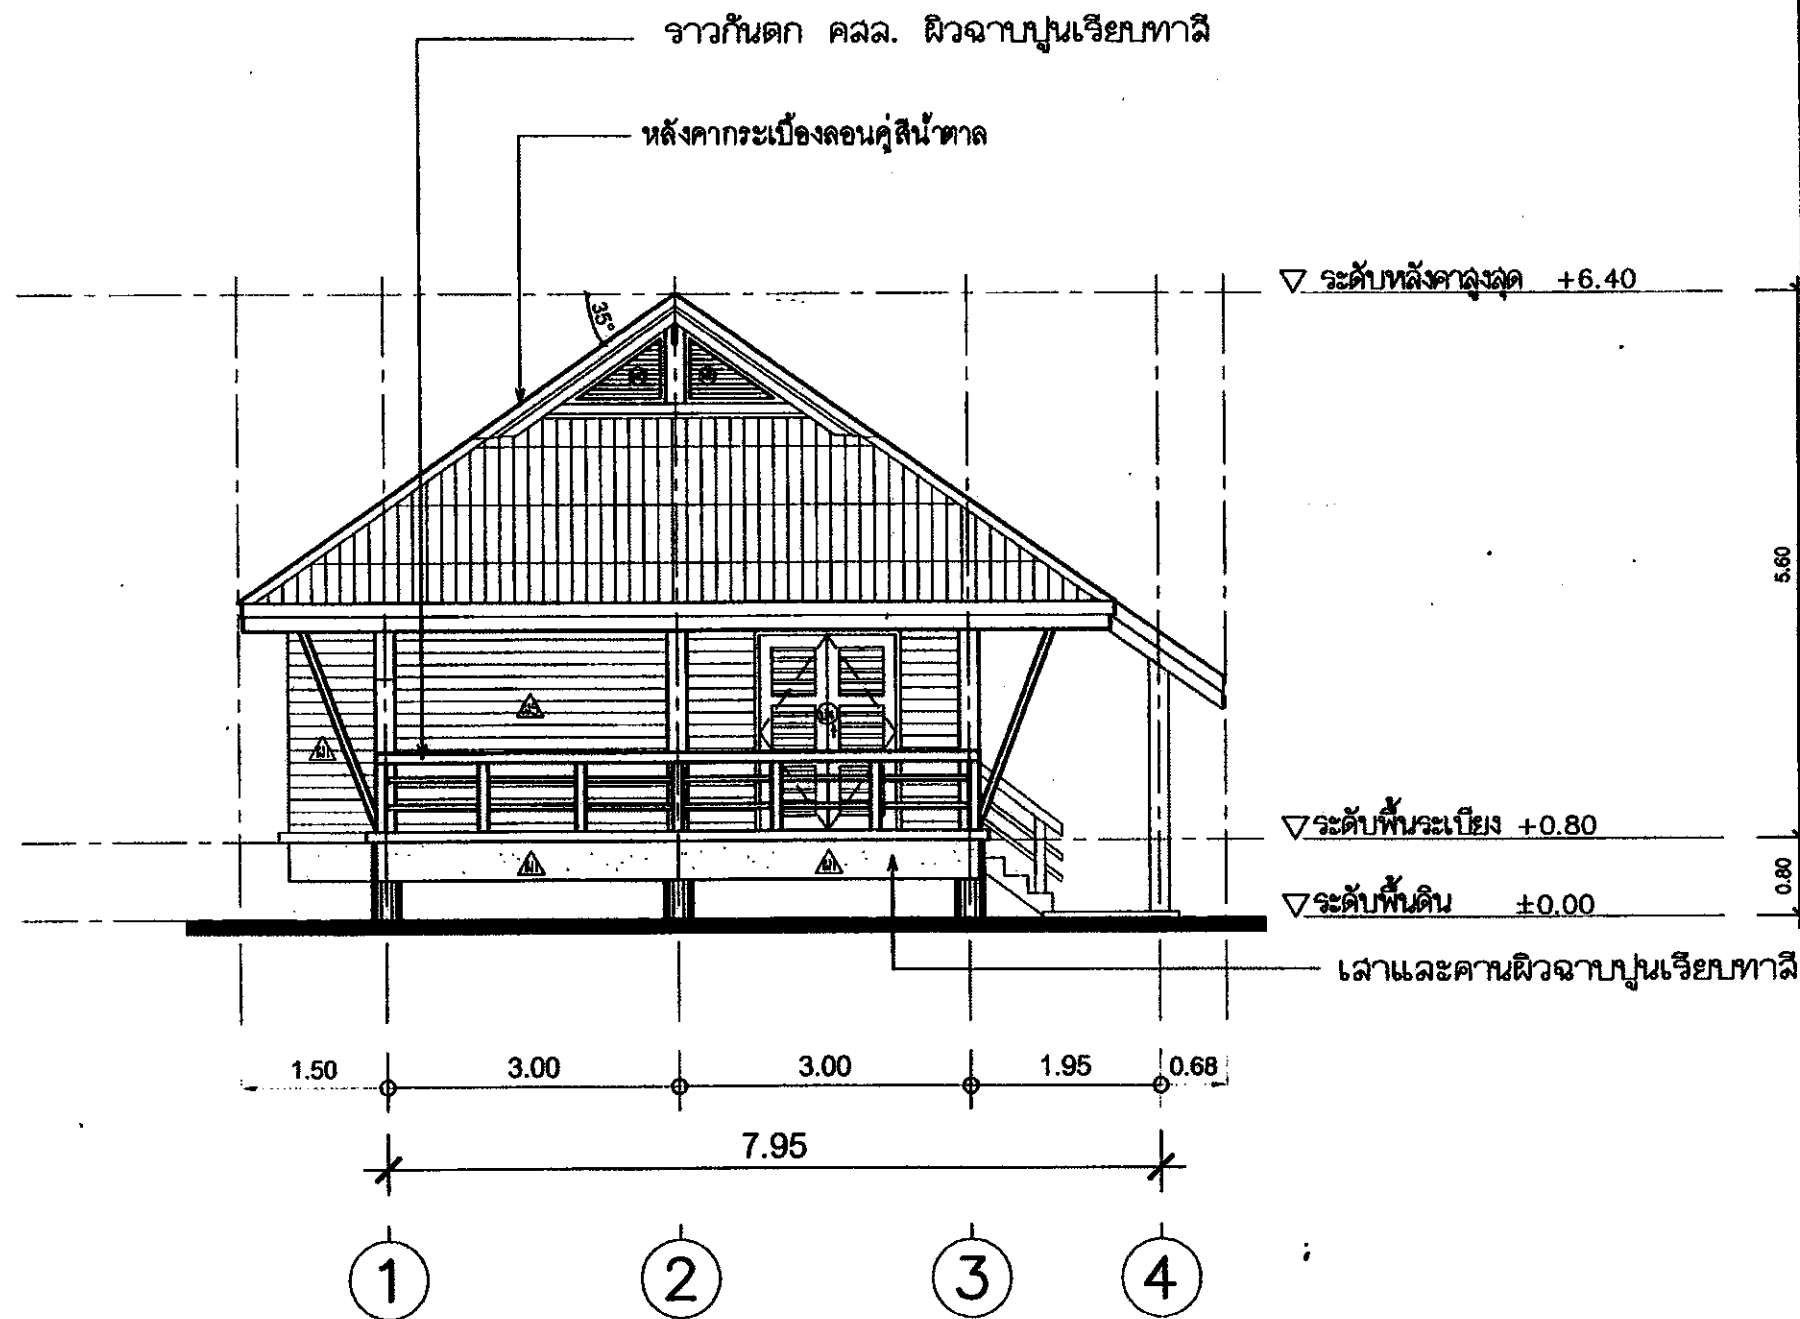 ราวกันตก คสล. ผิวฉาบปูนเรียบทาสี
หลังคากระเบื้องลอนคู่สีน้ำตาล
ระดับหลังคาสูงสุด +6.40
35°
5.60
ระดับพื้นระเบียง +0.80
0.80
ระดับพื้นดิน ±0.00
เสาและคานผิวฉาบปูนเรียบทาสี
1.50 3.00 3.00 1.95 0.68
7.95
1 2 3 4